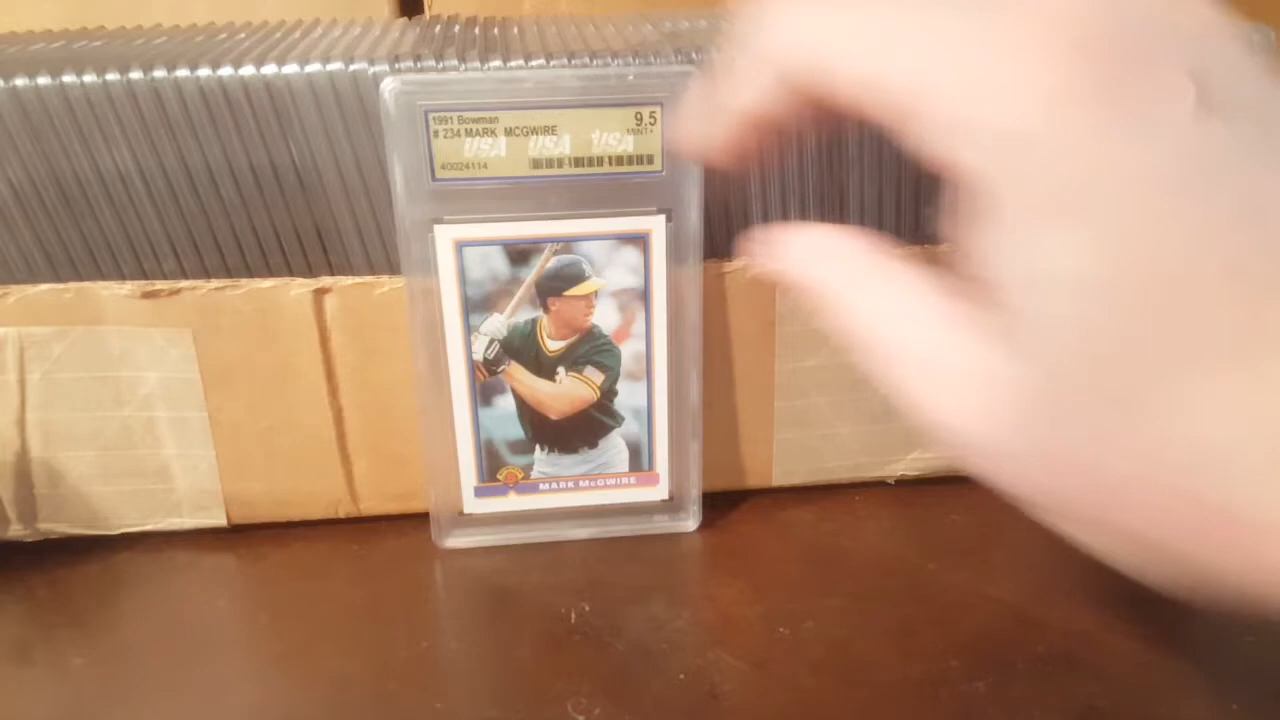 1991 Bowman 9.5
# 234 MARK MCGWIRE MINT+
USA USA USA
40024114
MARK McGWIRE